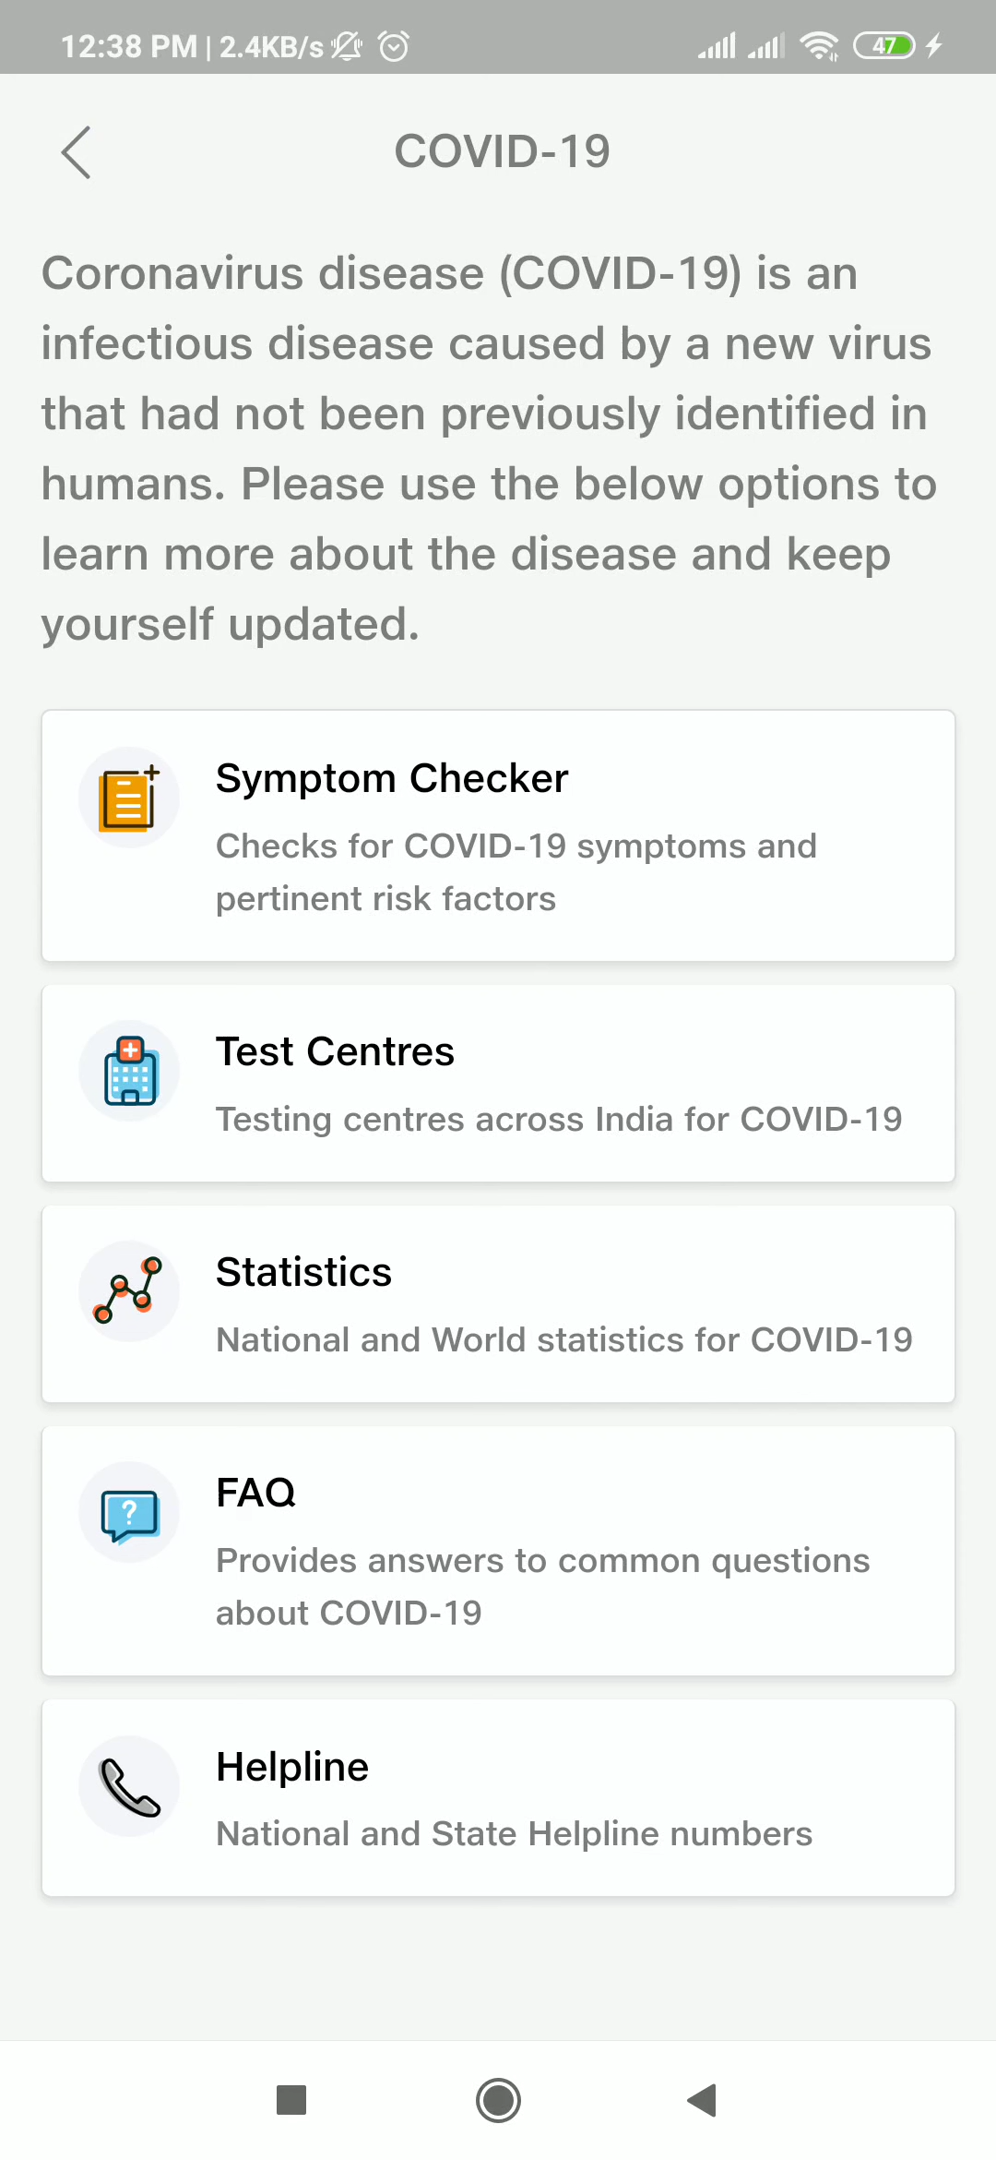 12:38 PM | 2.4KB/s
47
COVID-19
Coronavirus disease (COVID-19) is an
infectious disease caused by a new virus
that had not been previously identified in
humans. Please use the below options to
learn more about the disease and keep
yourself updated.
Symptom Checker
Checks for COVID-19 symptoms and
pertinent risk factors
Test Centres
Testing centres across India for COVID-19
Statistics
National and World statistics for COVID-19
?
FAQ
Provides answers to common questions
about COVID-19
Helpline
National and State Helpline numbers